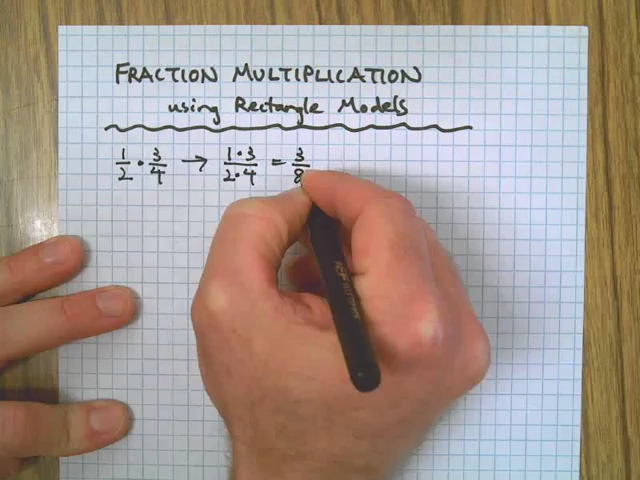 FRACTION MULTIPLICATION
using Rectangle Models
1/2 · 3/4 → 1·3/2·4 = 3/8